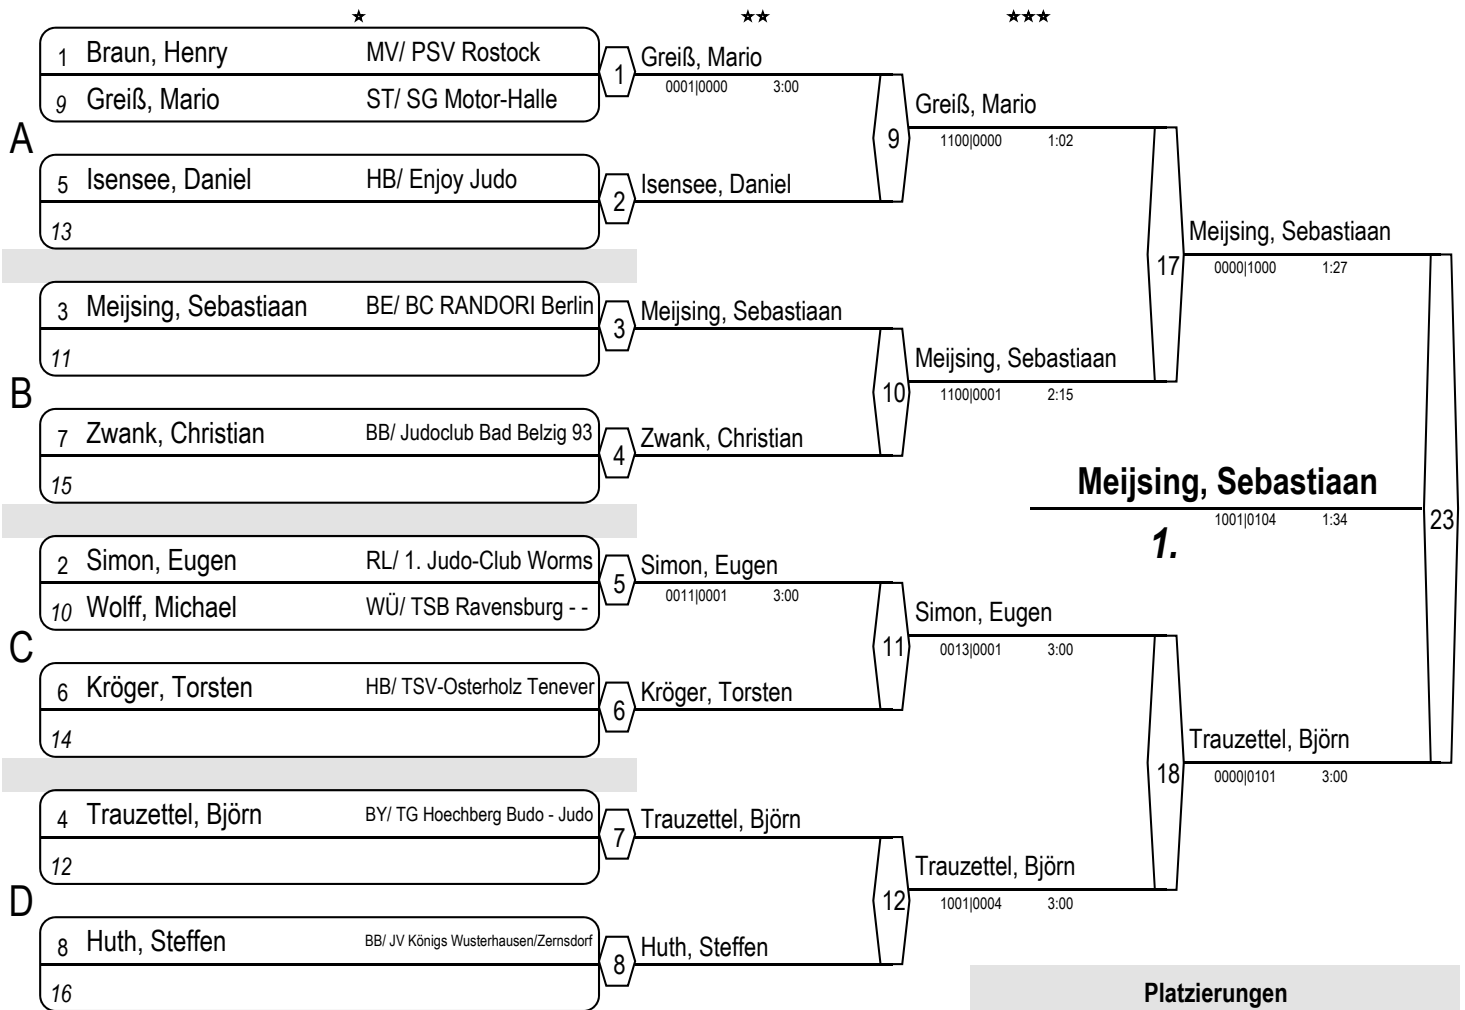 1 Braun, Henry MV/ PSV Rostock
9 Greiß, Mario ST/ SG Motor-Halle
A
5 Isensee, Daniel HB/ Enjoy Judo
13
3 Meijsing, Sebastiaan BE/ BC RANDORI Berlin
11
B
7 Zwank, Christian BB/ Judoclub Bad Belzig 93
15
2 Simon, Eugen RL/ 1. Judo-Club Worms
10 Wolff, Michael WÜ/ TSB Ravensburg - -
C
6 Kröger, Torsten HB/ TSV-Osterholz Tenever
14
4 Trauzettel, Björn BY/ TG Hoechberg Budo - Judo
12
D
8 Huth, Steffen BB/ JV Königs Wusterhausen/Zernsdorf
16
1 Greiß, Mario
0001|0000 3:00
2 Isensee, Daniel
3 Meijsing, Sebastiaan
4 Zwank, Christian
5 Simon, Eugen
0011|0001 3:00
6 Kröger, Torsten
7 Trauzettel, Björn
8 Huth, Steffen
9 Greiß, Mario
1100|0000 1:02
10 Meijsing, Sebastiaan
1100|0001 2:15
11 Simon, Eugen
0013|0001 3:00
12 Trauzettel, Björn
1001|0004 3:00
17 Meijsing, Sebastiaan
0000|1000 1:27
18 Trauzettel, Björn
0000|0101 3:00
Meijsing, Sebastiaan
1001|0104 1:34
23
1.
Platzierungen